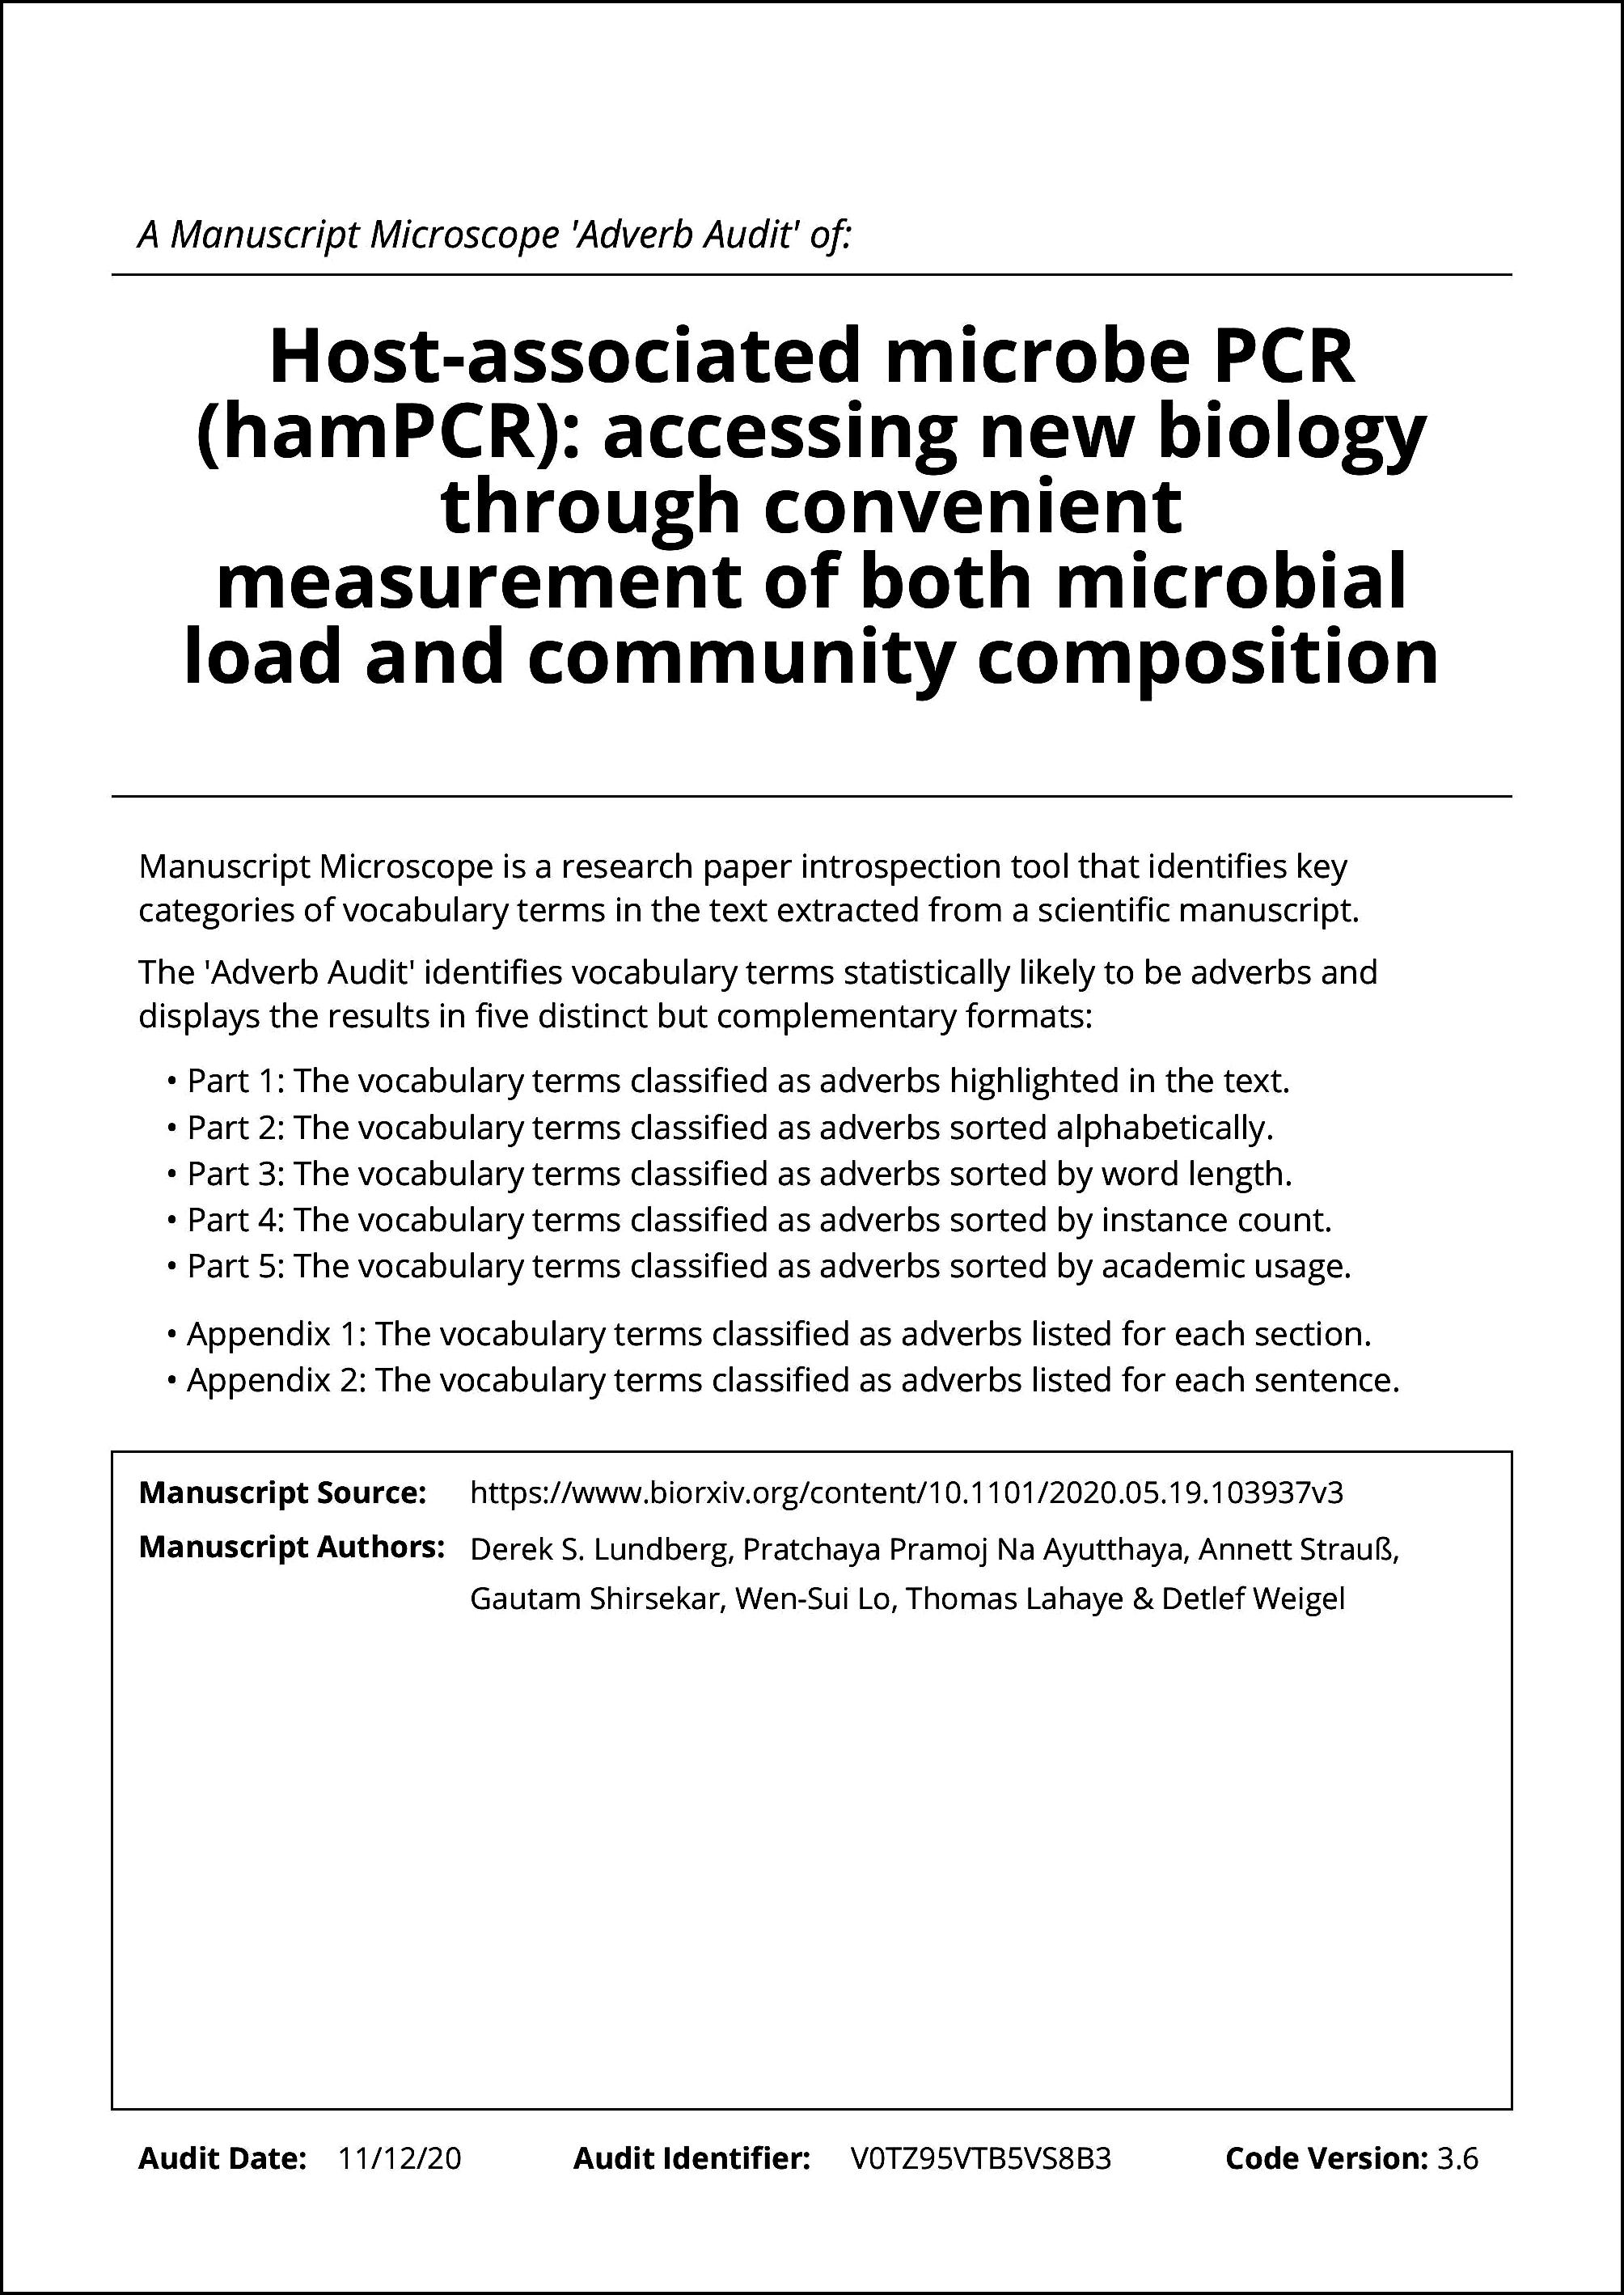 A Manuscript Microscope 'Adverb Audit' of:
Host-associated microbe PCR
(hamPCR): accessing new biology
through convenient
measurement of both microbial
load and community composition
Manuscript Microscope is a research paper introspection tool that identifies key
categories of vocabulary terms in the text extracted from a scientific manuscript.
The 'Adverb Audit' identifies vocabulary terms statistically likely to be adverbs and
displays the results in five distinct but complementary formats:
• Part 1: The vocabulary terms classified as adverbs highlighted in the text.
• Part 2: The vocabulary terms classified as adverbs sorted alphabetically.
• Part 3: The vocabulary terms classified as adverbs sorted by word length.
• Part 4: The vocabulary terms classified as adverbs sorted by instance count.
• Part 5: The vocabulary terms classified as adverbs sorted by academic usage.
• Appendix 1: The vocabulary terms classified as adverbs listed for each section.
• Appendix 2: The vocabulary terms classified as adverbs listed for each sentence.
Manuscript Source: https://www.biorxiv.org/content/10.1101/2020.05.19.103937v3
Manuscript Authors: Derek S. Lundberg, Pratchaya Pramoj Na Ayutthaya, Annett Strauß,
Gautam Shirsekar, Wen-Sui Lo, Thomas Lahaye & Detlef Weigel
Audit Date: 11/12/20 Audit Identifier: V0TZ95VTB5VS8B3 Code Version: 3.6